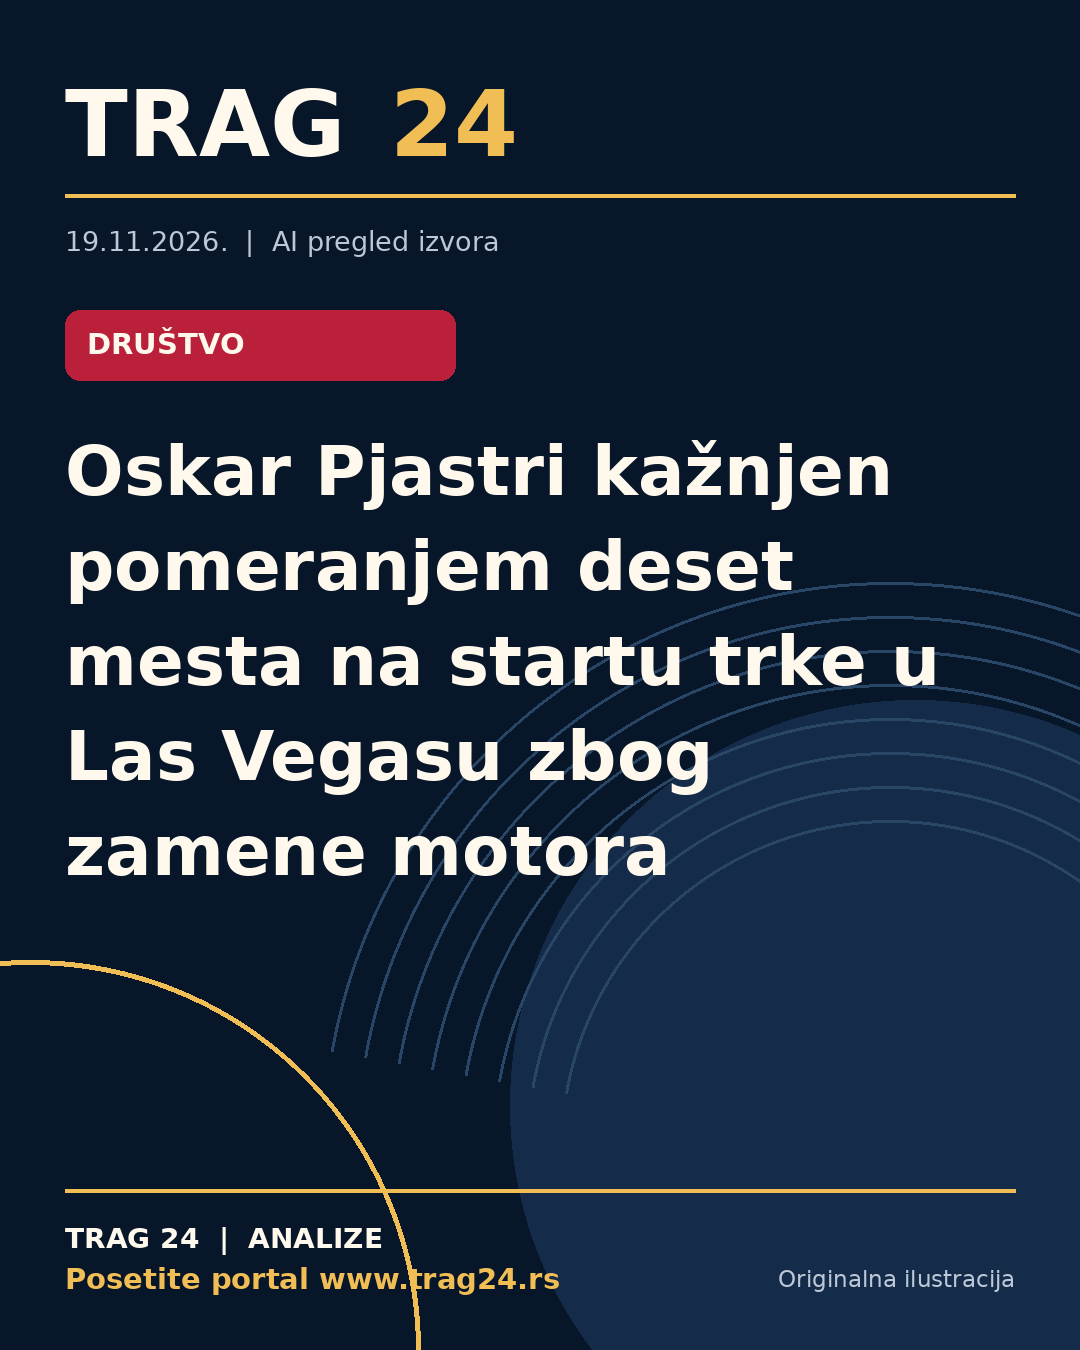 TRAG 24
19.11.2026. | AI pregled izvora
DRUŠTVO
Oskar Pjastri kažnjen
pomeranjem deset
mesta na startu trke u
Las Vegasu zbog
zamene motora
TRAG 24 | ANALIZE
Posetite portal www.trag24.rs
Originalna ilustracija